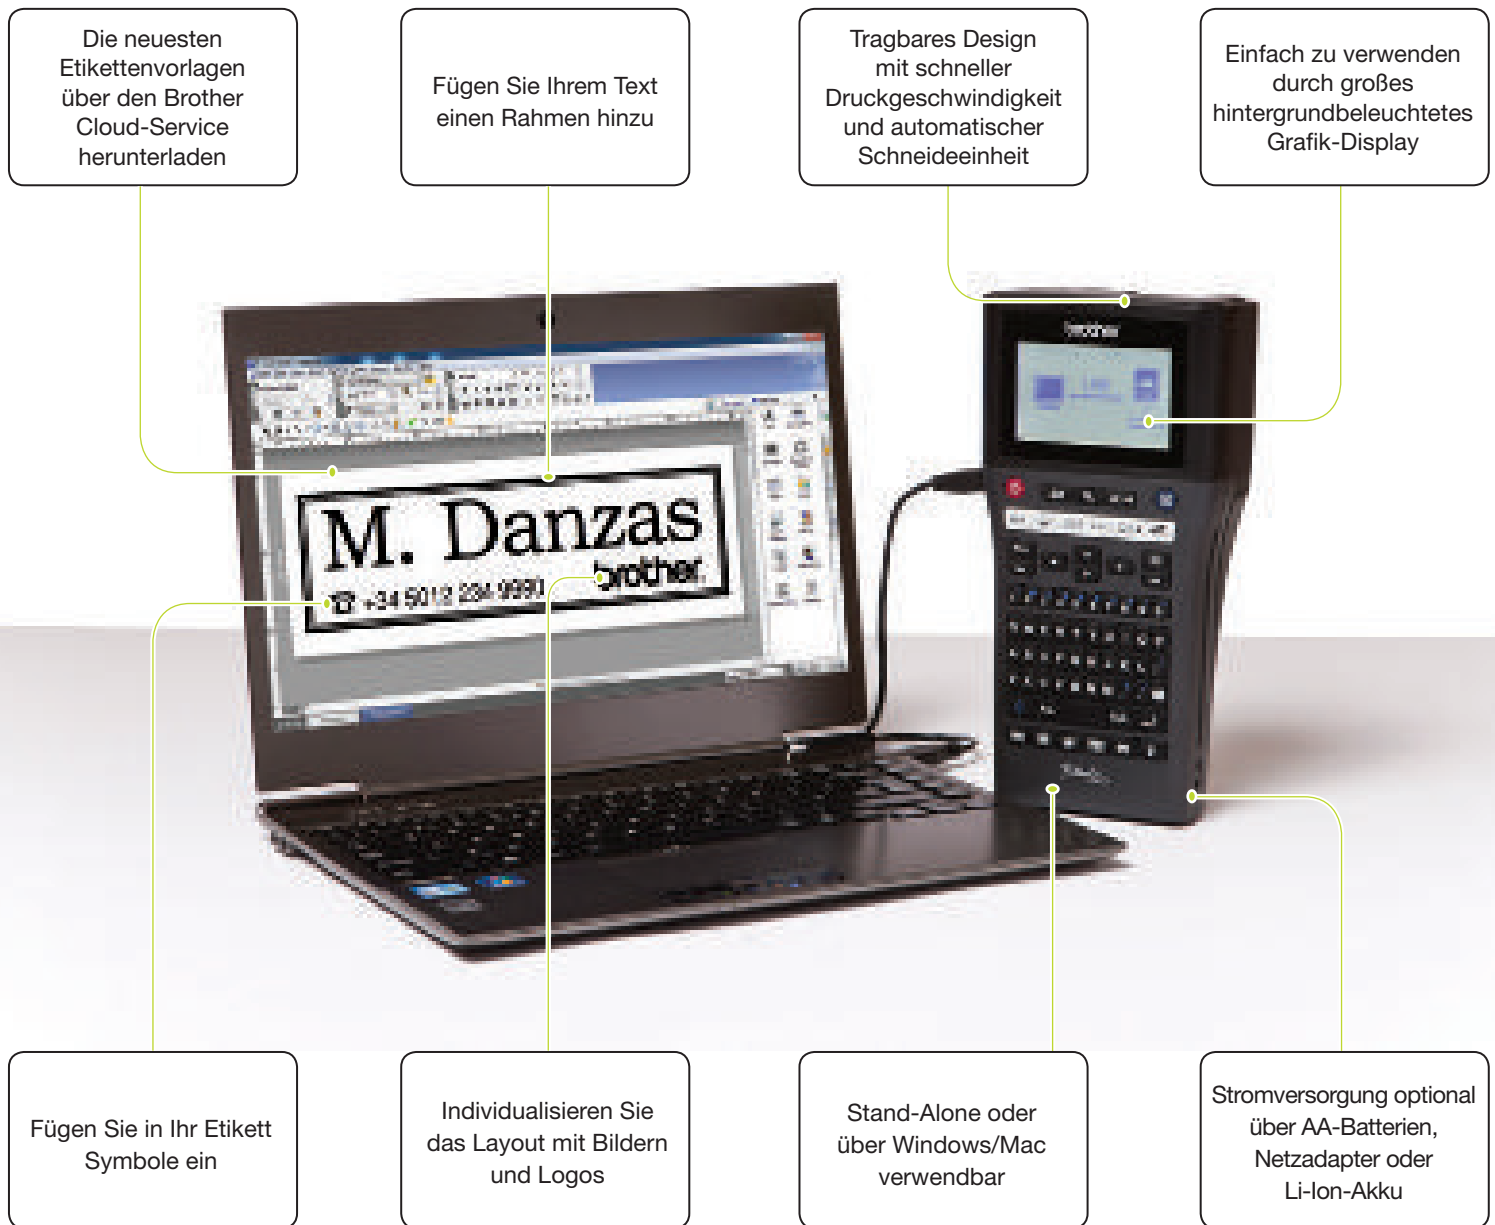 Die neuesten
Etikettenvorlagen
über den Brother
Cloud-Service
herunterladen
Fügen Sie Ihrem Text
einen Rahmen hinzu
Tragbares Design
mit schneller
Druckgeschwindigkeit
und automatischer
Schneideeinheit
Einfach zu verwenden
durch großes
hintergrundbeleuchtetes
Grafik-Display
brother
M. Danzas
brother
Fügen Sie in Ihr Etikett
Symbole ein
Individualisieren Sie
das Layout mit Bildern
und Logos
Stand-Alone oder
über Windows/Mac
verwendbar
Stromversorgung optional
über AA-Batterien,
Netzadapter oder
Li-Ion-Akku